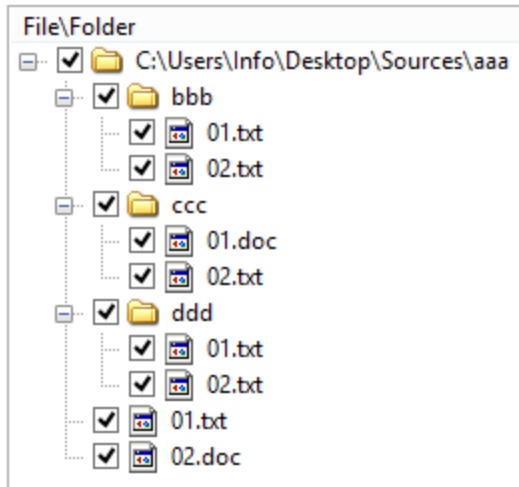 File\Folder
C:\Users\Info\Desktop\Sources\aaa
bbb
01.txt
02.txt
ccc
01.doc
02.txt
ddd
01.txt
02.txt
01.txt
02.doc